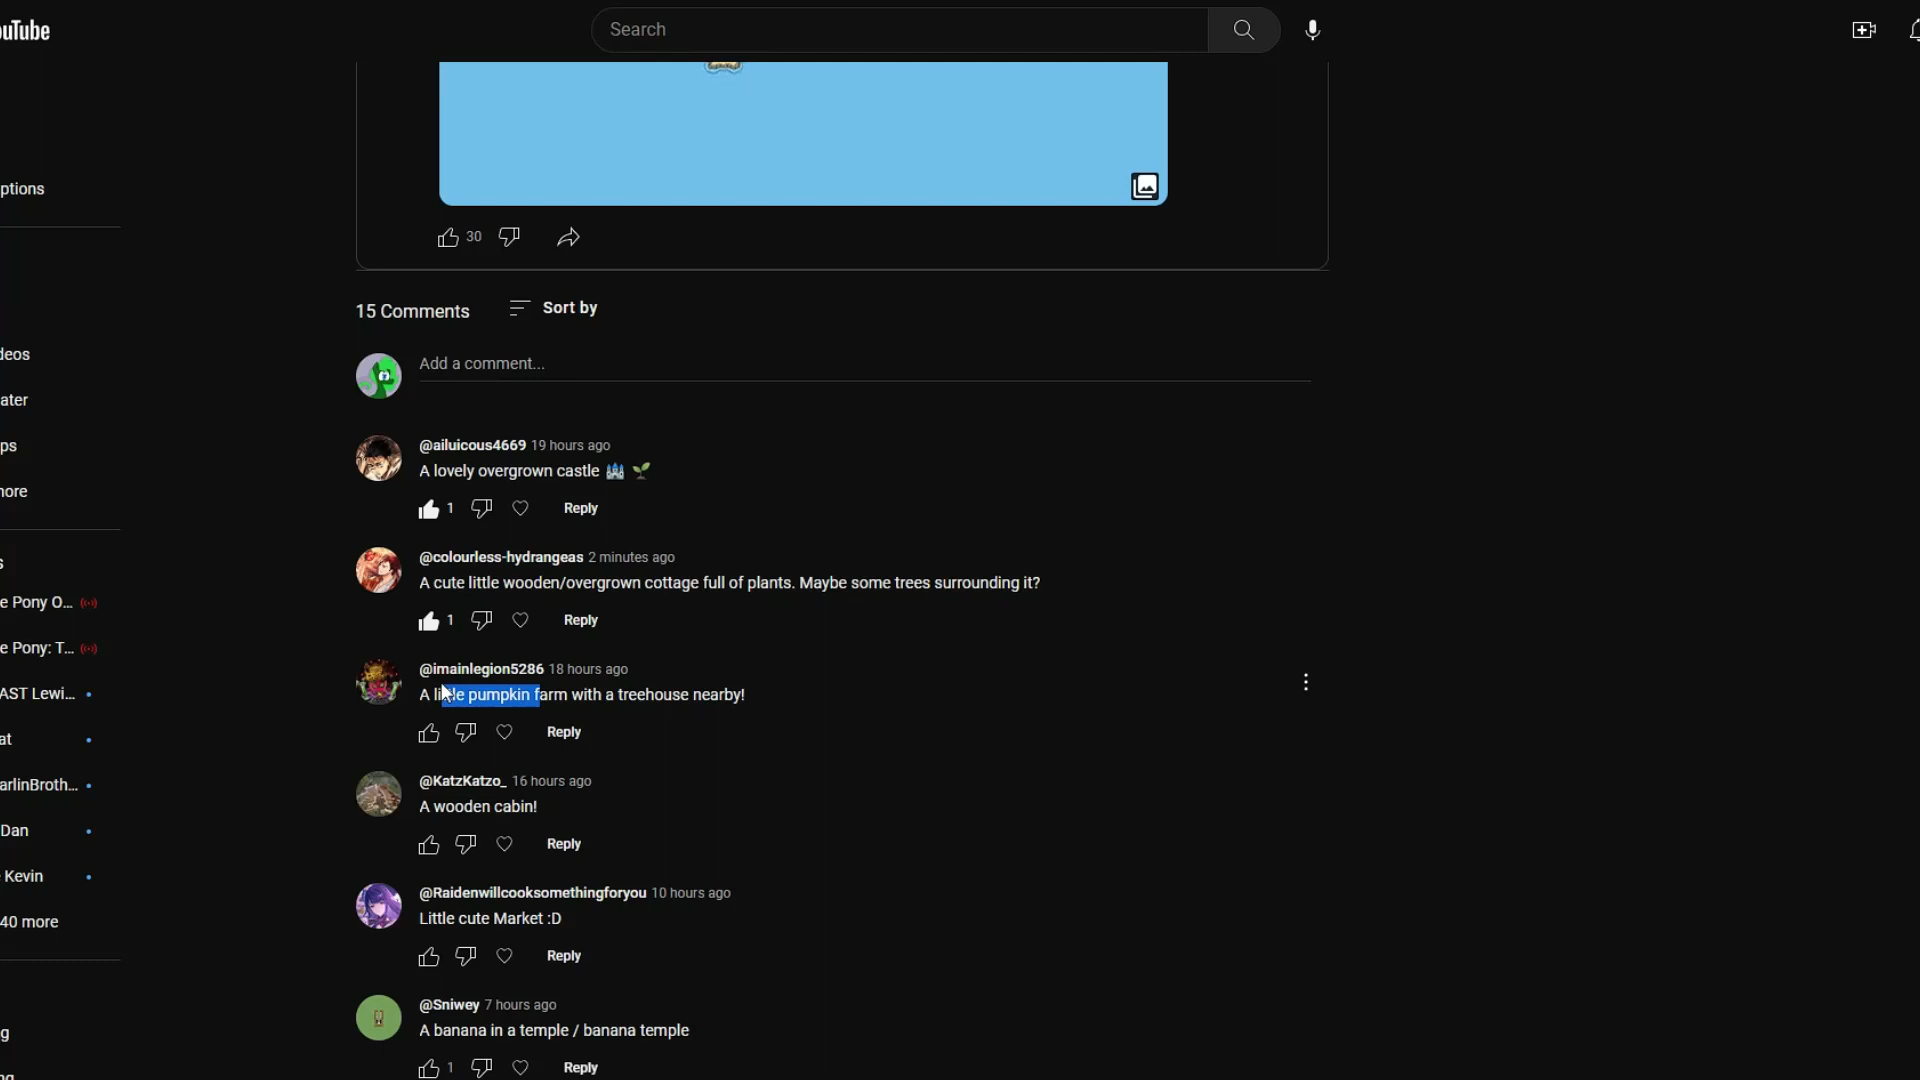 ouTube
Search
ptions
30
15 Comments
Sort by
deos
Add a comment...
ater
ps
@ailuicous4669 19 hours ago
A lovely overgrown castle 🏰 🌱
1 Reply
nore
@colourless-hydrangeas 2 minutes ago
A cute little wooden/overgrown cottage full of plants. Maybe some trees surrounding it?
s
e Pony O...
1 Reply
e Pony: T...
@imainlegion5286 18 hours ago
A little pumpkin farm with a treehouse nearby!
AST Lewi...
Reply
at
@KatzKatzo_ 16 hours ago
A wooden cabin!
arlinBroth...
Dan
Reply
Kevin
@Raidenwillcooksomethingforyou 10 hours ago
Little cute Market :D
40 more
Reply
@Sniwey 7 hours ago
A banana in a temple / banana temple
g
1 Reply